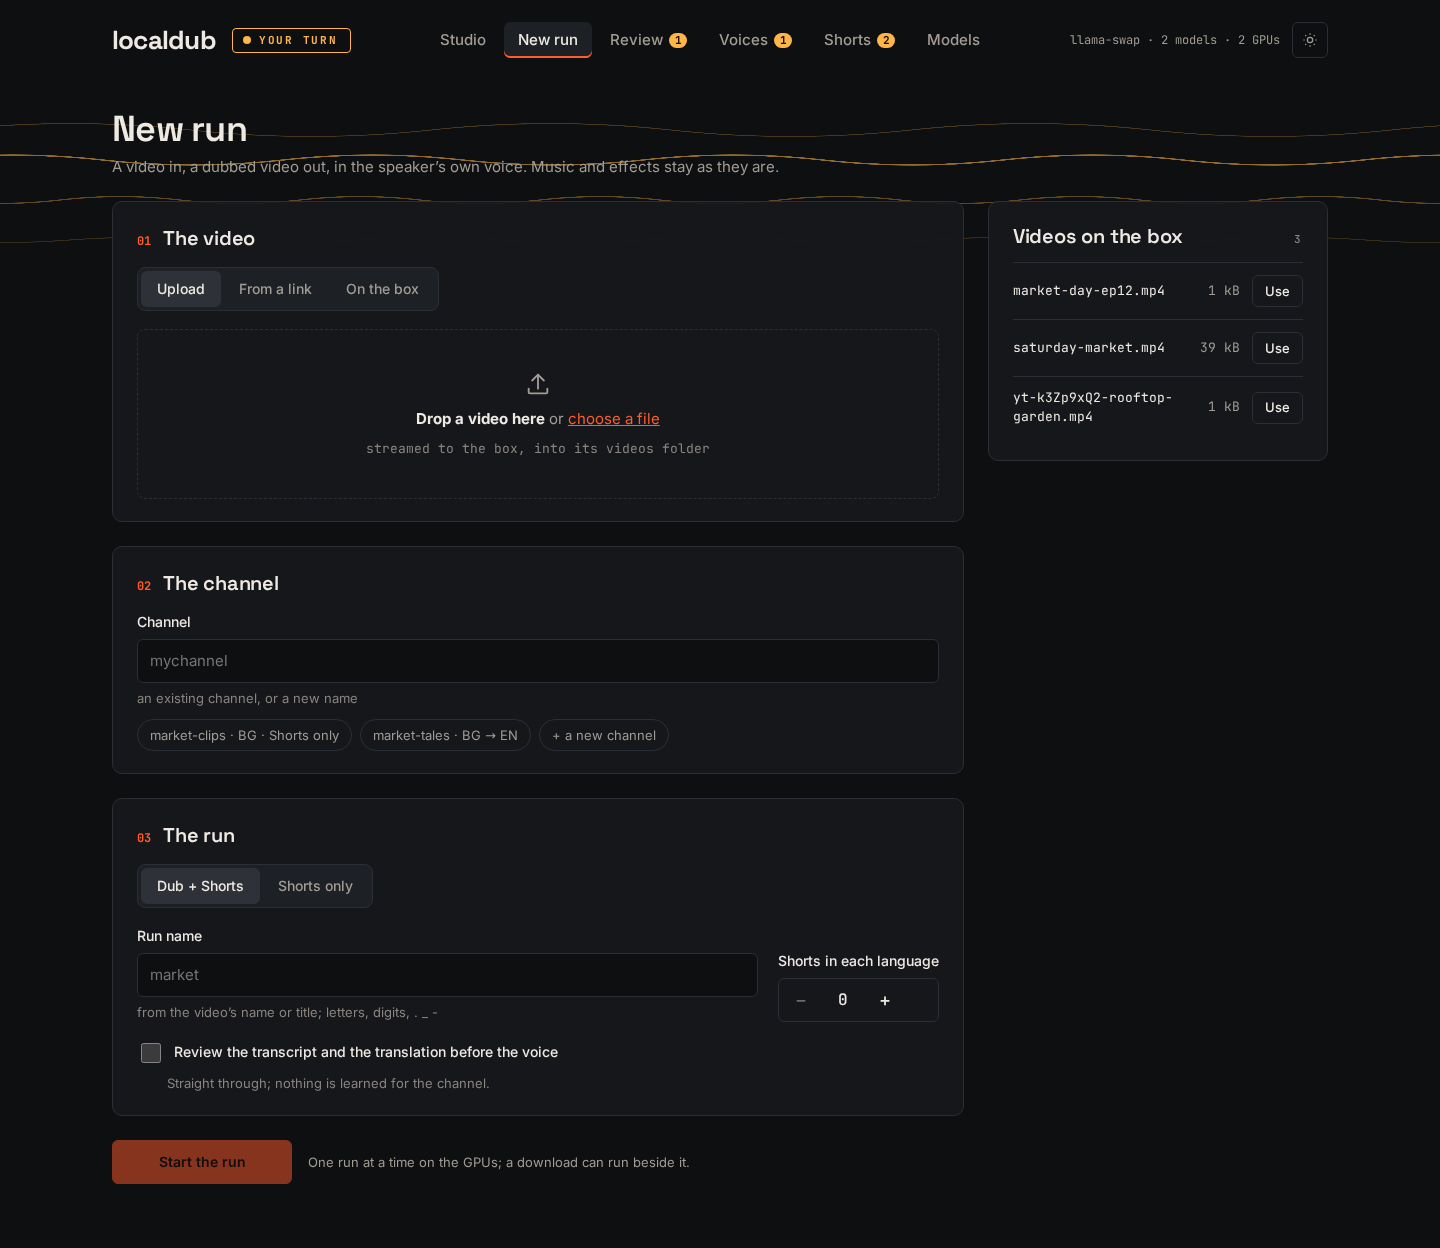 localdub
YOUR TURN
Studio
New run
Review 1
Voices 1
Shorts 2
Models
llama-swap · 2 models · 2 GPUs
New run
A video in, a dubbed video out, in the speaker’s own voice. Music and effects stay as they are.
01 The video
Upload
From a link
On the box
Drop a video here or choose a file
streamed to the box, into its videos folder
Videos on the box 3
market-day-ep12.mp4 1 kB Use
saturday-market.mp4 39 kB Use
yt-k3Zp9xQ2-rooftop-
garden.mp4 1 kB Use
02 The channel
Channel
mychannel
an existing channel, or a new name
market-clips · BG · Shorts only
market-tales · BG → EN
+ a new channel
03 The run
Dub + Shorts
Shorts only
Run name
market
from the video’s name or title; letters, digits, . _ -
Shorts in each language
− 0 +
Review the transcript and the translation before the voice
Straight through; nothing is learned for the channel.
Start the run
One run at a time on the GPUs; a download can run beside it.